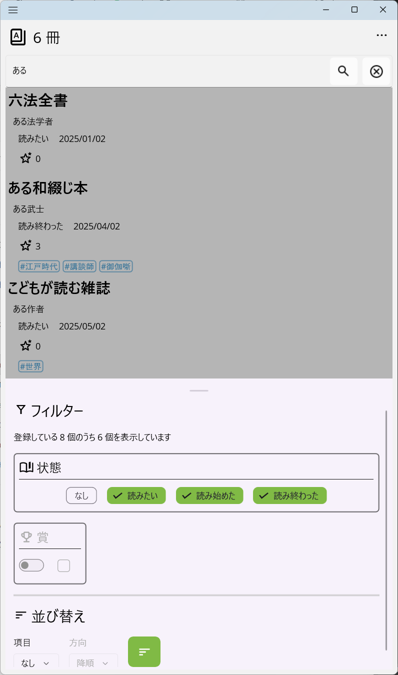 6 冊
ある
六法全書
ある法学者
読みたい 2025/01/02
0
ある和綴じ本
ある武士
読み終わった 2025/04/02
3
#江戸時代 #講談師 #御伽噺
こどもが読む雑誌
ある作者
読みたい 2025/05/02
0
#世界
フィルター
登録している 8 個のうち 6 個を表示しています
状態
なし 読みたい 読み始めた 読み終わった
賞
並び替え
項目 方向
なし 降順